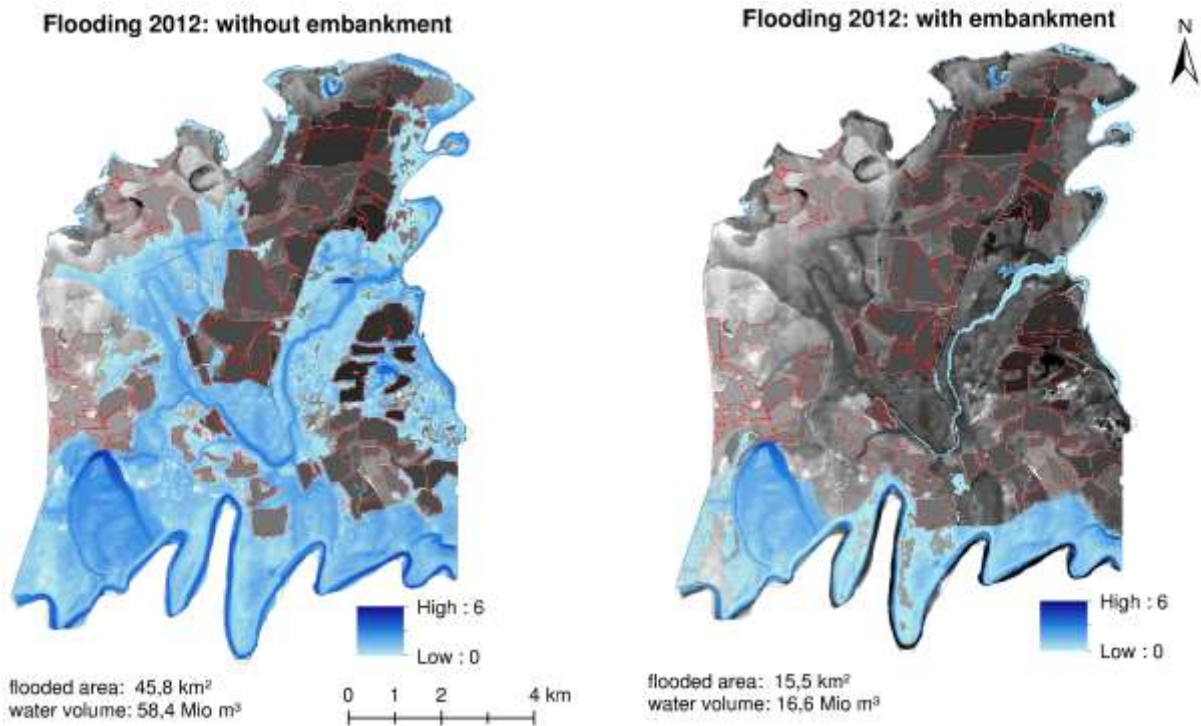 Flooding 2012: without embankment
Flooding 2012: with embankment
N
High : 6
Low : 0
flooded area: 45,8 km²
water volume: 58,4 Mio m³
0 1 2 4 km
High : 6
Low : 0
flooded area: 15,5 km²
water volume: 16,6 Mio m³